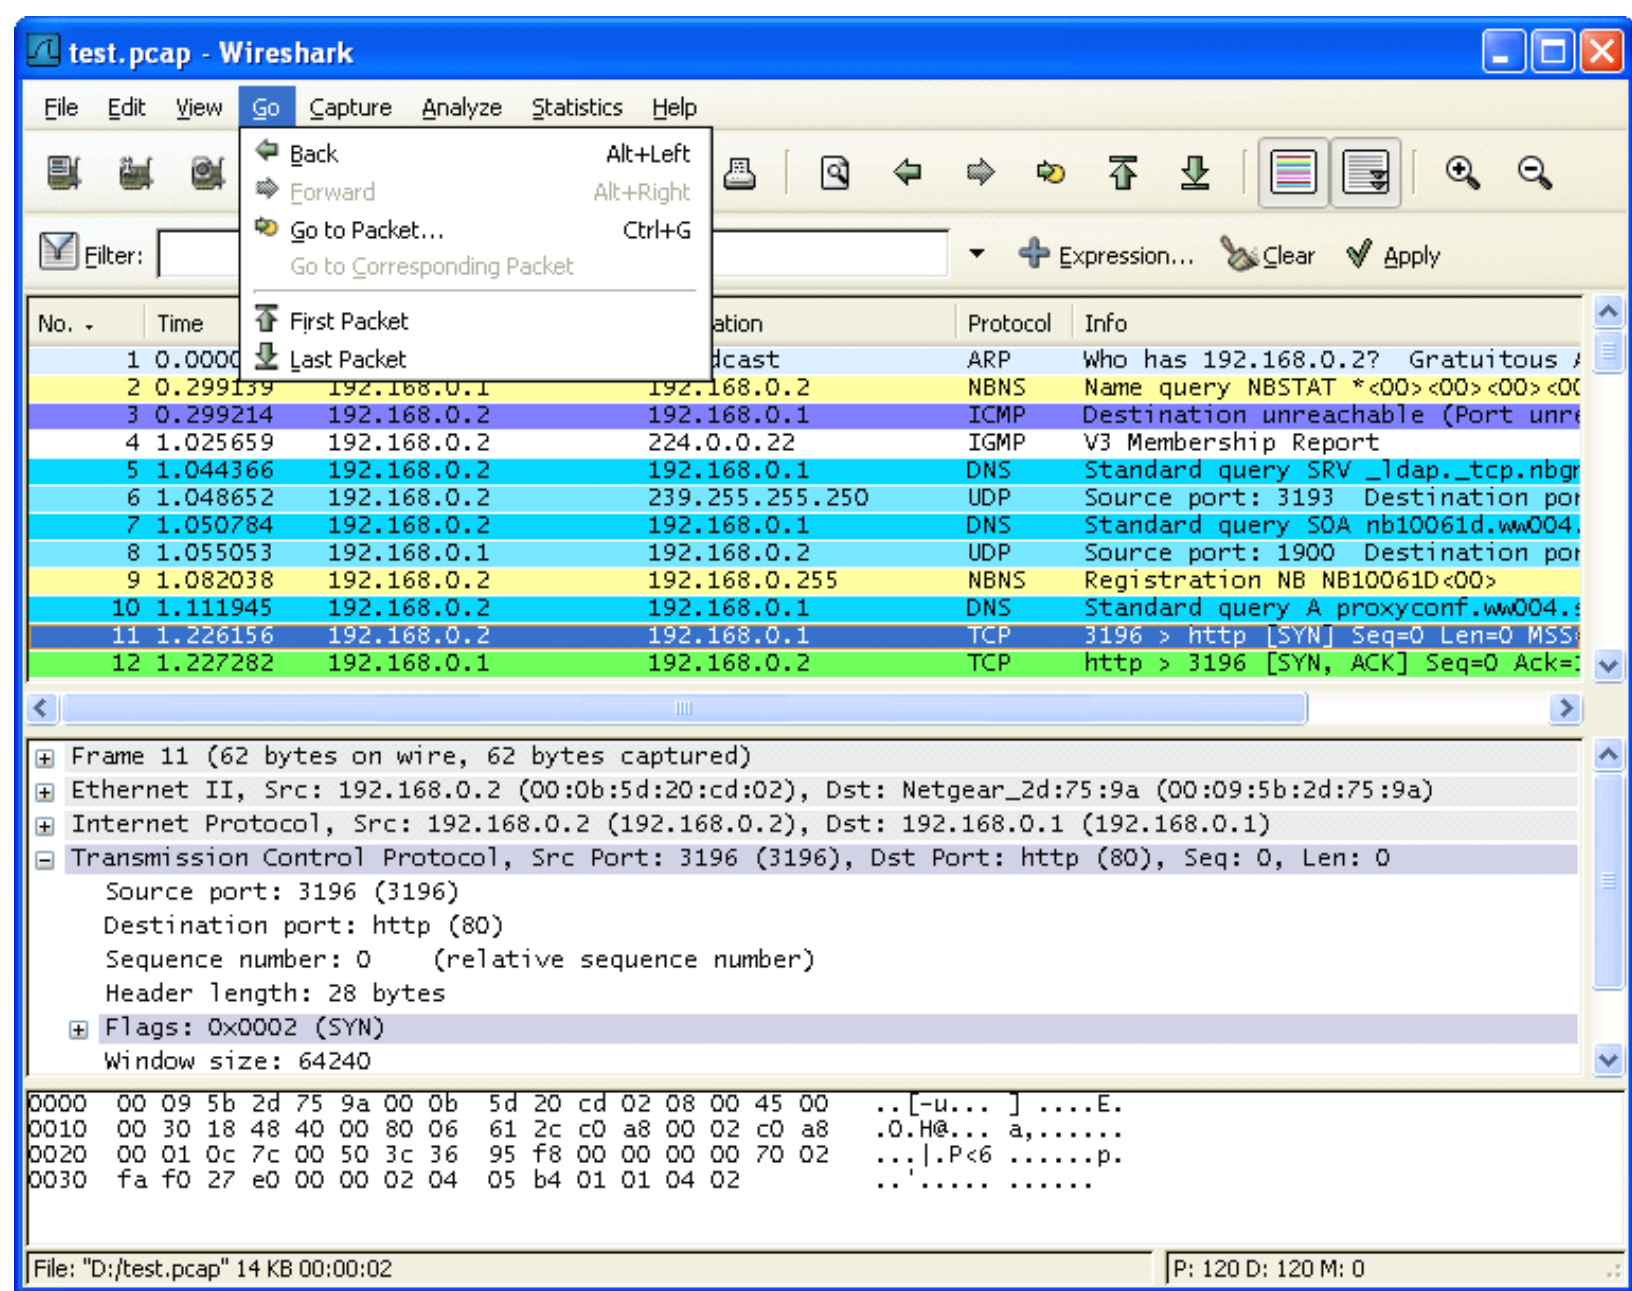 test.pcap - Wireshark
File Edit View Go Capture Analyze Statistics Help
Back Alt+Left
Forward Alt+Right
Go to Packet... Ctrl+G
Go to Corresponding Packet
First Packet
Last Packet
Filter: Expression... Clear Apply
No. Time ation Protocol Info
1 0.0000 dcast ARP Who has 192.168.0.2? Gratuitous
2 0.299139 192.168.0.1 192.168.0.2 NBNS Name query NBSTAT *<00><00><00><00
3 0.299214 192.168.0.2 192.168.0.1 ICMP Destination unreachable (Port unre
4 1.025659 192.168.0.2 224.0.0.22 IGMP V3 Membership Report
5 1.044366 192.168.0.2 192.168.0.1 DNS Standard query SRV _ldap._tcp.nbgr
6 1.048652 192.168.0.2 239.255.255.250 UDP Source port: 3193 Destination por
7 1.050784 192.168.0.2 192.168.0.1 DNS Standard query SOA nb10061d.ww004.
8 1.055053 192.168.0.1 192.168.0.2 UDP Source port: 1900 Destination por
9 1.082038 192.168.0.2 192.168.0.255 NBNS Registration NB NB10061D<00>
10 1.111945 192.168.0.2 192.168.0.1 DNS Standard query A proxyconf.ww004.s
11 1.226156 192.168.0.2 192.168.0.1 TCP 3196 > http [SYN] Seq=0 Len=0 MSS=
12 1.227282 192.168.0.1 192.168.0.2 TCP http > 3196 [SYN, ACK] Seq=0 Ack=1
Frame 11 (62 bytes on wire, 62 bytes captured)
Ethernet II, Src: 192.168.0.2 (00:0b:5d:20:cd:02), Dst: Netgear_2d:75:9a (00:09:5b:2d:75:9a)
Internet Protocol, Src: 192.168.0.2 (192.168.0.2), Dst: 192.168.0.1 (192.168.0.1)
Transmission Control Protocol, Src Port: 3196 (3196), Dst Port: http (80), Seq: 0, Len: 0
Source port: 3196 (3196)
Destination port: http (80)
Sequence number: 0 (relative sequence number)
Header length: 28 bytes
Flags: 0x0002 (SYN)
Window size: 64240
0000 00 09 5b 2d 75 9a 00 0b 5d 20 cd 02 08 00 45 00 ..[-u... ] ....E.
0010 00 30 18 48 40 00 80 06 61 2c c0 a8 00 02 c0 a8 .0.H@... a,......
0020 00 01 0c 7c 00 50 3c 36 95 f8 00 00 00 00 70 02 ...|.P<6 ......p.
0030 fa f0 27 e0 00 00 02 04 05 b4 01 01 04 02 ..'..... ......
File: "D:/test.pcap" 14 KB 00:00:02 P: 120 D: 120 M: 0